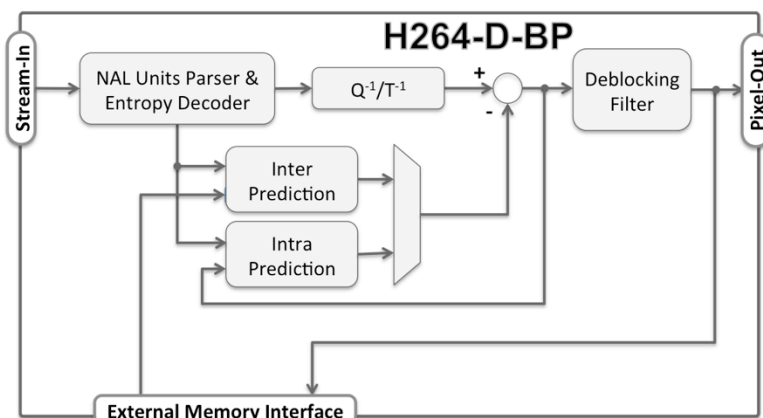 H264-D-BP
Stream-In
NAL Units Parser &
Entropy Decoder
Q-1/T-1
+
-
Deblocking
Filter
Pixel-Out
Inter
Prediction
Intra
Prediction
External Memory Interface